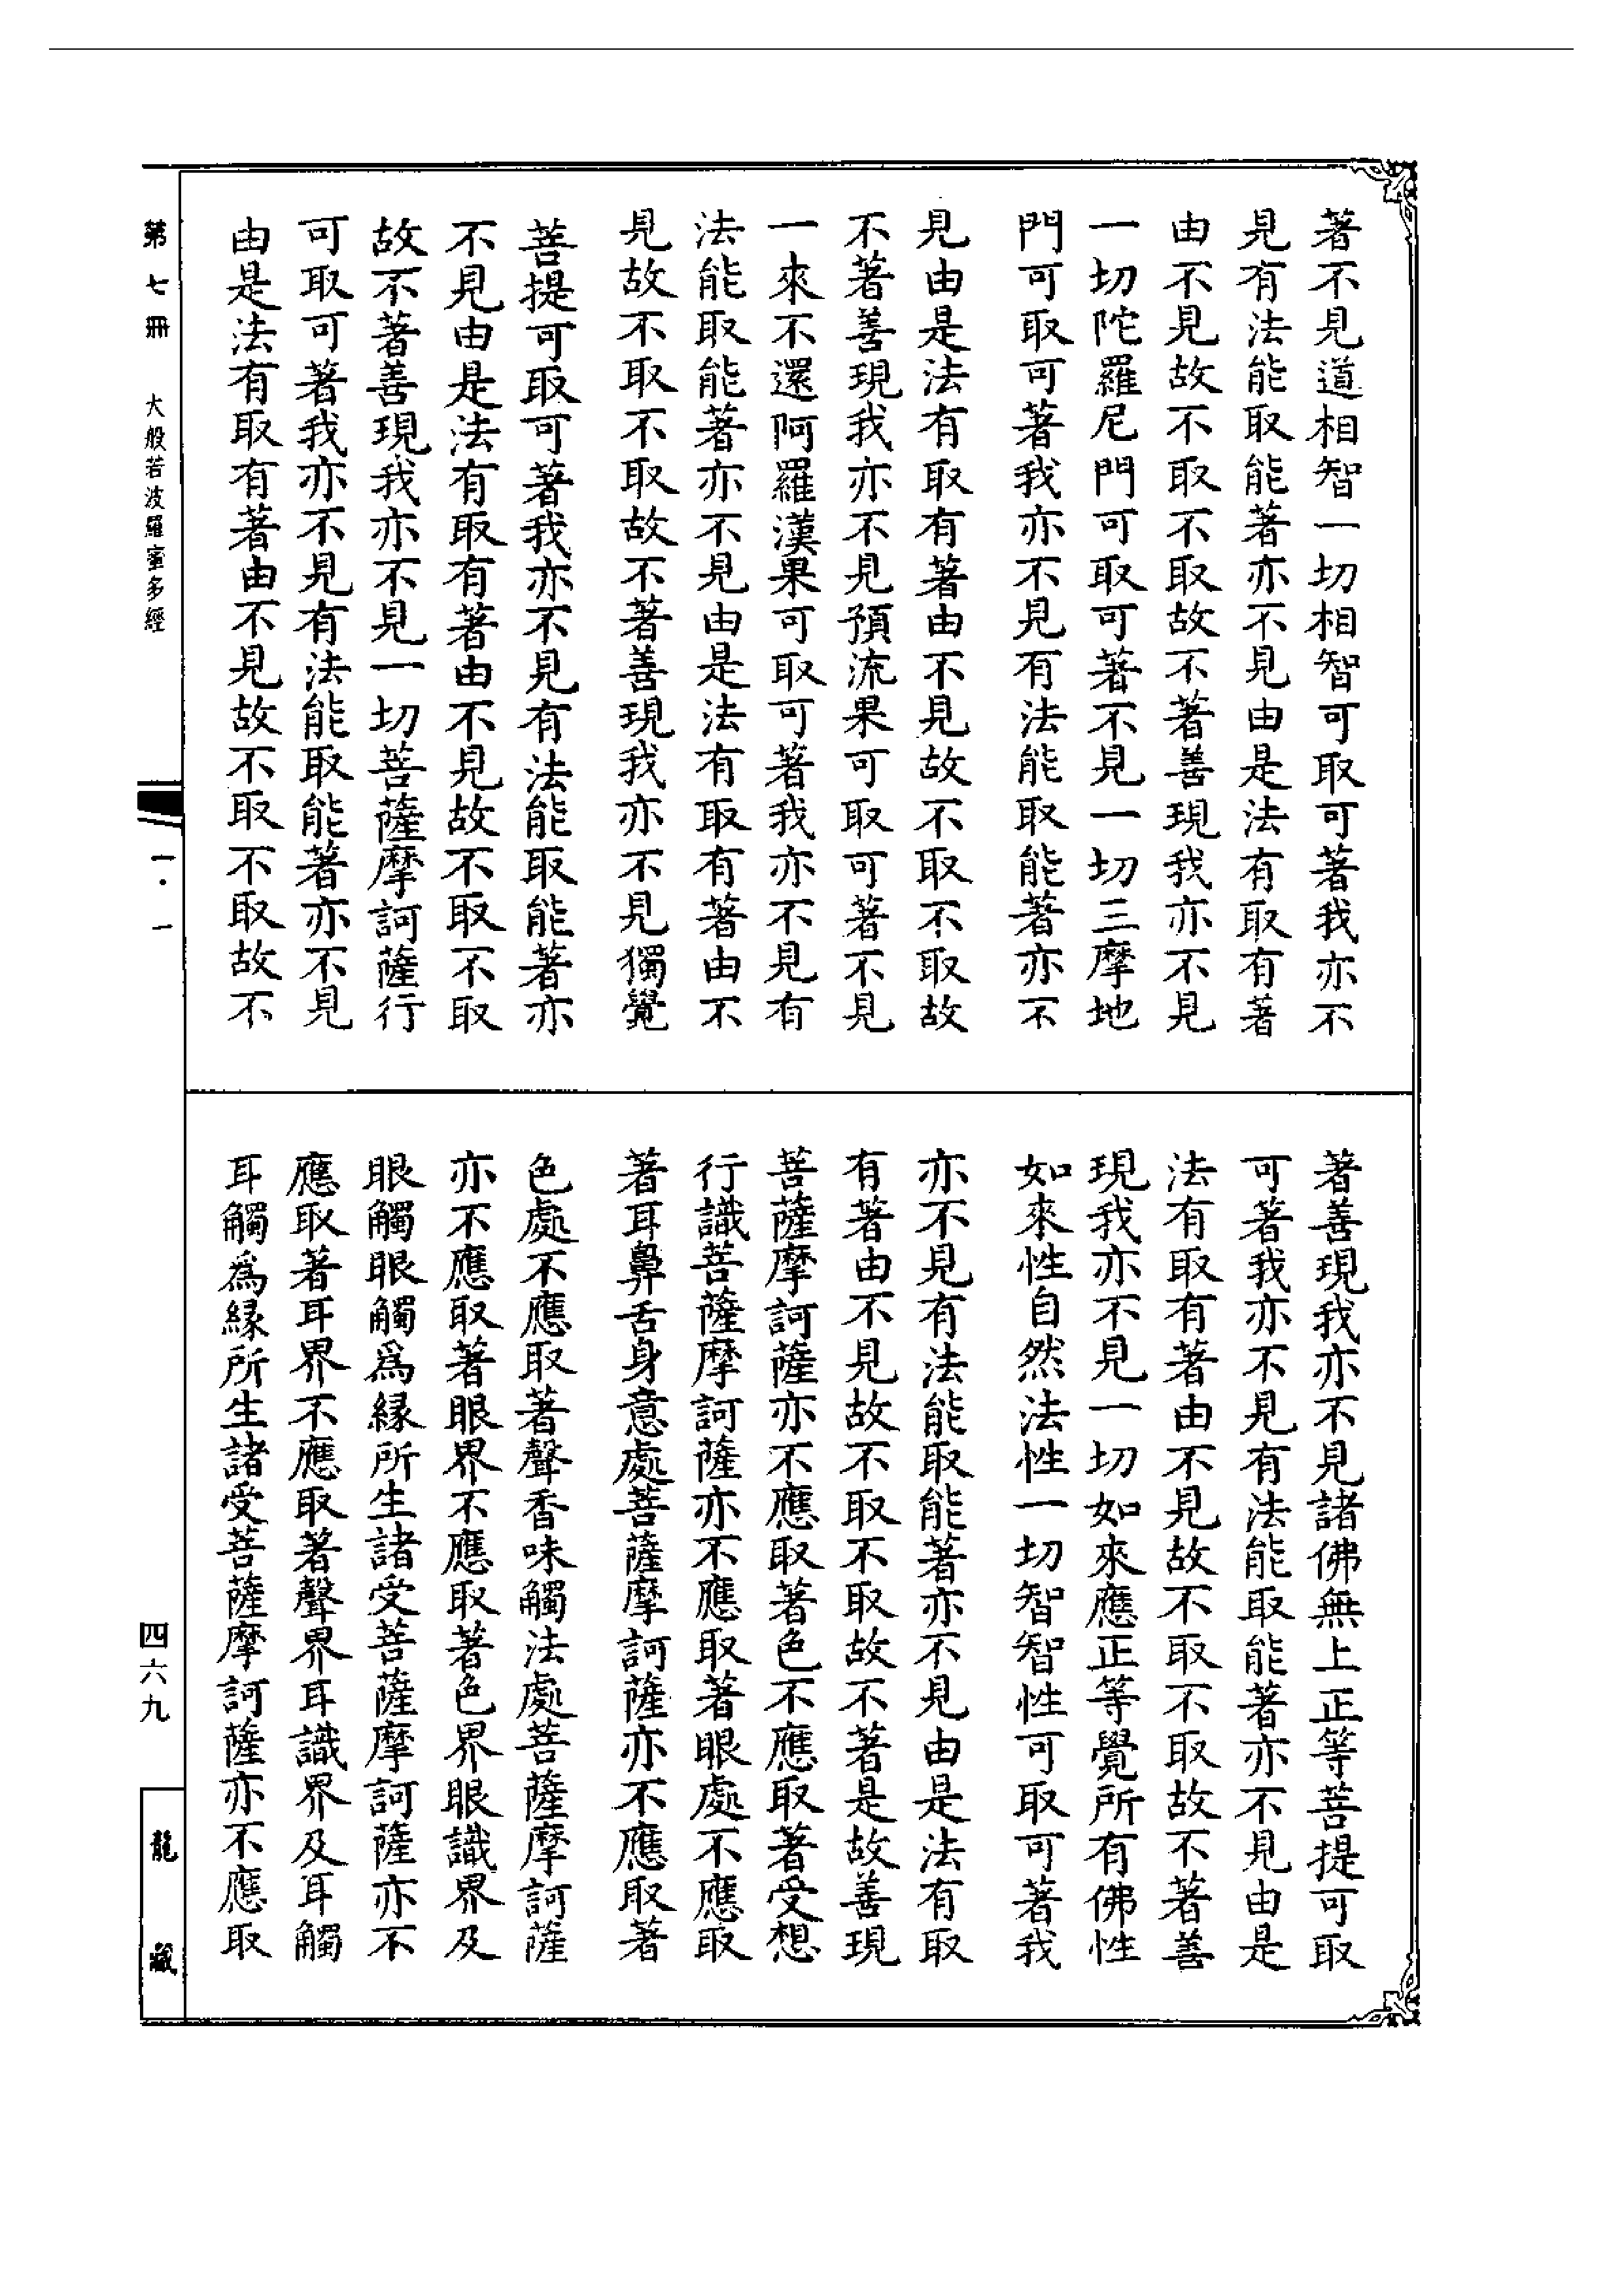 著不見道相智一切相智可取可著我亦不
見有法能取能著亦不見由是法有取有著
由不見故不取不取故不著善現我亦不見
一切陀羅尼門可取可著不見一切三摩地
門可取可著我亦不見有法能取能著亦不
見由是法有取有著由不見故不取不取故
不著善現我亦不見預流果可取可著不見
一來不還阿羅漢果可取可著我亦不見有
法能取能著亦不見由是法有取有著由不
見故不取不取故不著善現我亦不見獨覺
菩提可取可著我亦不見有法能取能著亦
不見由是法有取有著由不見故不取不取
故不著善現我亦不見一切菩薩摩訶薩行
可取可著我亦不見有法能取能著亦不見
由是法有取有著由不見故不取不取故不
著善現我亦不見諸佛無上正等菩提可取
可著我亦不見有法能取能著亦不見由是
法有取有著由不見故不取不取故不著善
現我亦不見一切如來應正等覺所有佛性
如來性自然法性一切智智性可取可著我
亦不見有法能取能著亦不見由是法有取
有著由不見故不取不取故不著是故善現
菩薩摩訶薩亦不應取著色不應取著受想
行識菩薩摩訶薩亦不應取著眼處不應取
著耳鼻舌身意處菩薩摩訶薩亦不應取著
色處不應取著聲香味觸法處菩薩摩訶薩
亦不應取著眼界不應取著色界眼識界及
眼觸眼觸為緣所生諸受菩薩摩訶薩亦不
應取著耳界不應取著聲界耳識界及耳觸
耳觸為緣所生諸受菩薩摩訶薩亦不應取
第七冊 大般若波羅蜜多經 一·一
四六九
龍藏